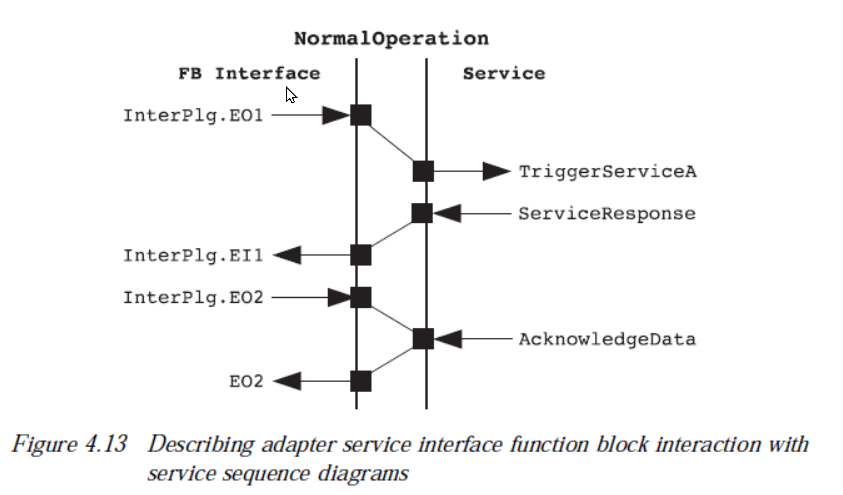 NormalOperation
FB Interface Service
InterPlg.EO1
TriggerServiceA
ServiceResponse
InterPlg.EI1
InterPlg.EO2
AcknowledgeData
EO2
Figure 4.13 Describing adapter service interface function block interaction with
service sequence diagrams